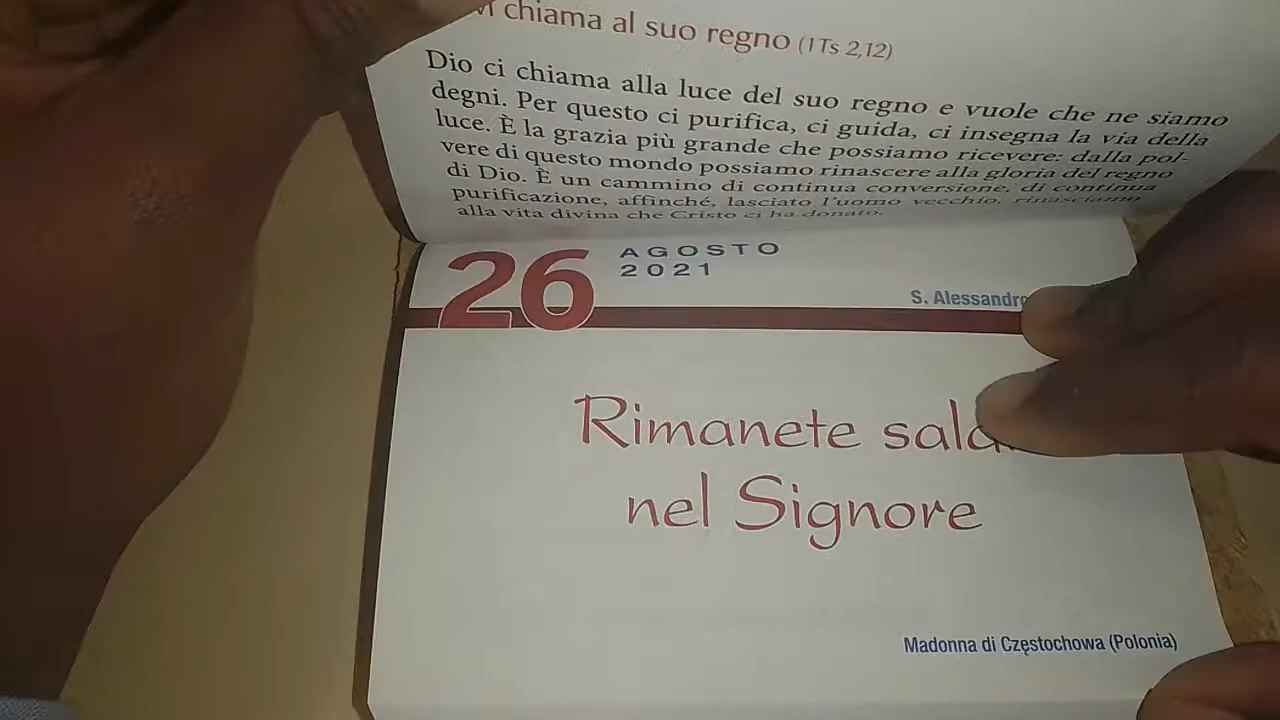 chiama al suo regno (1Ts 2,12)
Dio ci chiama alla luce del suo regno e vuole che ne siamo
degni. Per questo ci purifica, ci guida, ci insegna la via della
luce. È la grazia più grande che possiamo ricevere: dalla pol-
vere di questo mondo possiamo rinascere alla gloria del regno
di Dio. È un cammino di continua conversione, di continua
purificazione, affinché, lasciato l'uomo vecchio, rinasciamo
alla vita divina che Cristo ci ha donato.
26 AGOSTO
2021
S. Alessandro
Rimanete
nel Signore
Madonna di Częstochowa (Polonia)